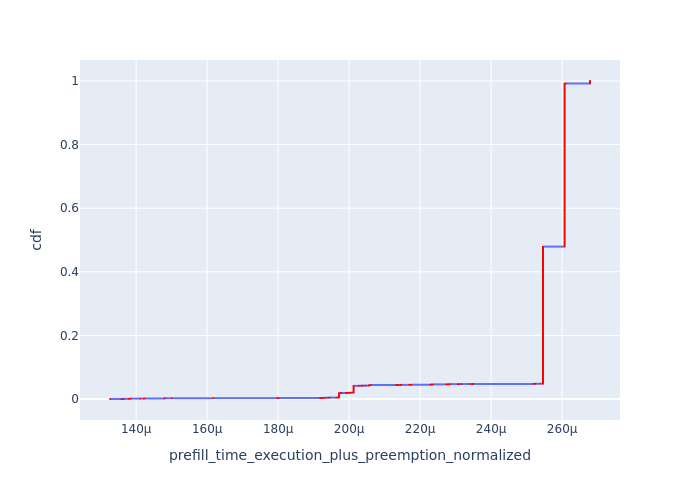 1
0.8
0.6
0.4
0.2
0
140μ 160μ 180μ 200μ 220μ 240μ 260μ
prefill_time_execution_plus_preemption_normalized
cdf